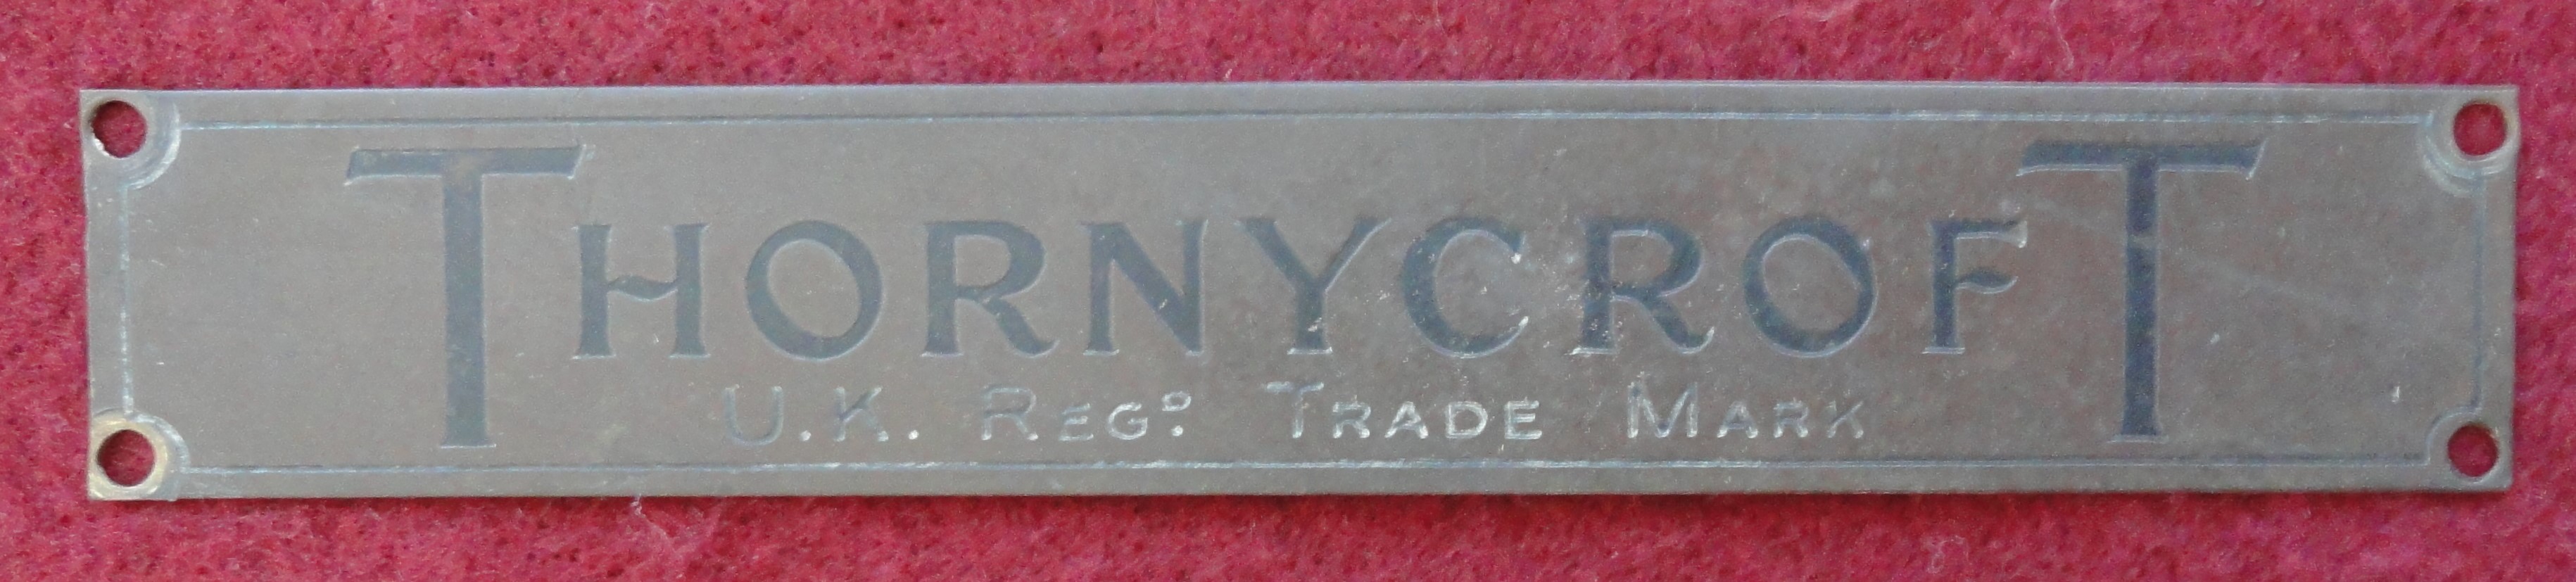 THORNYCROFT
U.K. REGᴰ. TRADE MARK